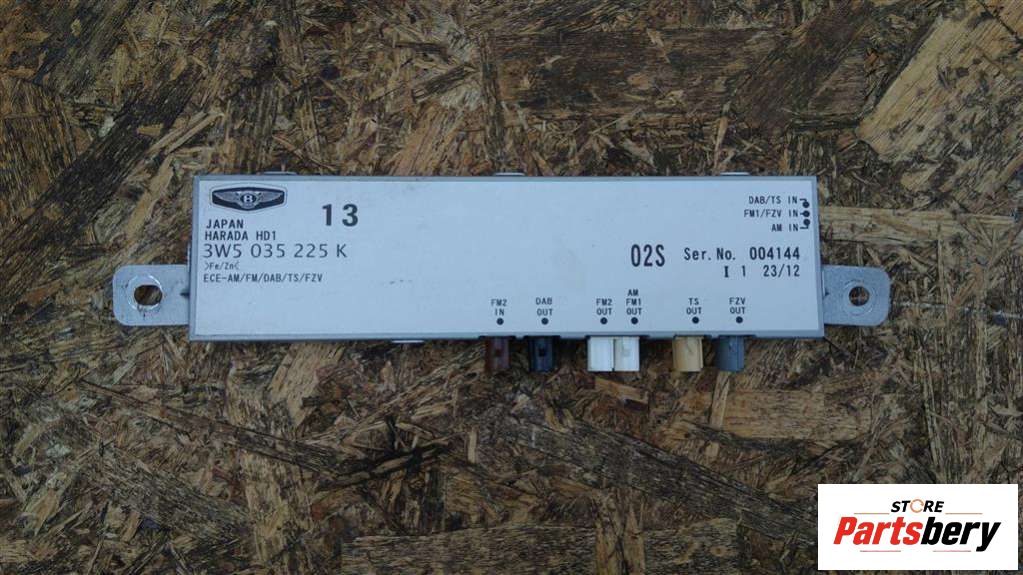 B
13
JAPAN
HARADA HD1
3W5 035 225 K
>Fe/Zn<
ECE-AM/FM/DAB/TS/FZV
DAB/TS IN
FM1/FZV IN
AM IN
02S
Ser.No. 004144
I 1 23/12
FM2 IN
DAB OUT
FM2 OUT
AM FM1 OUT
TS OUT
FZV OUT
STORE
Partsbery